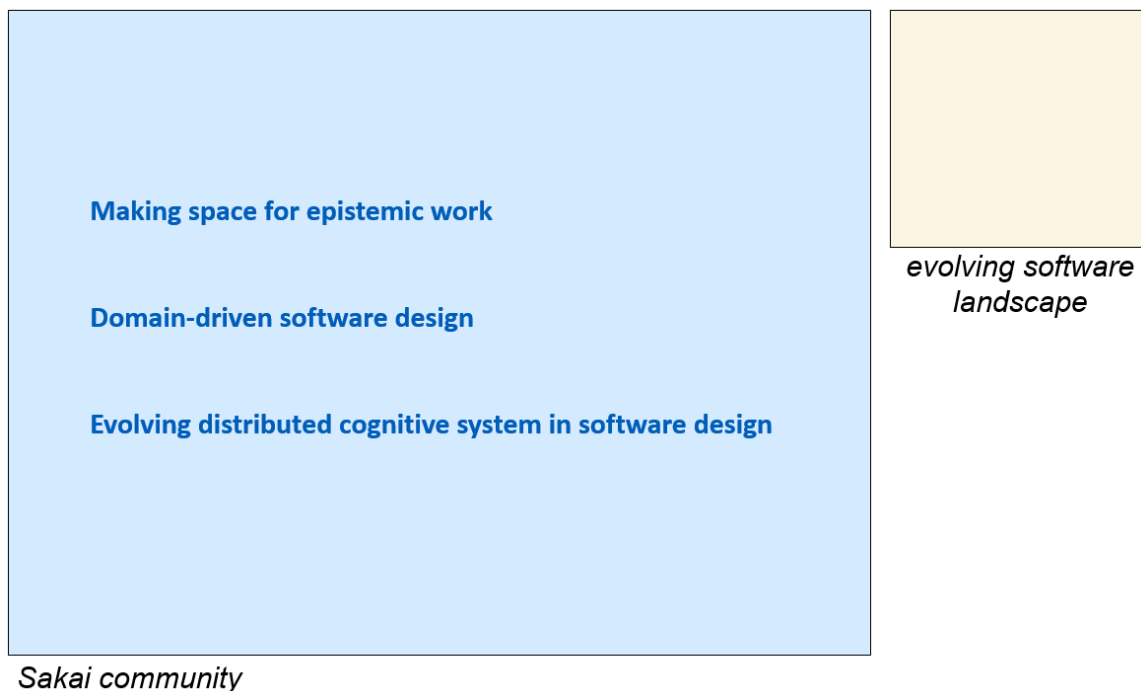 Making space for epistemic work
Domain-driven software design
Evolving distributed cognitive system in software design
Sakai community
evolving software
landscape